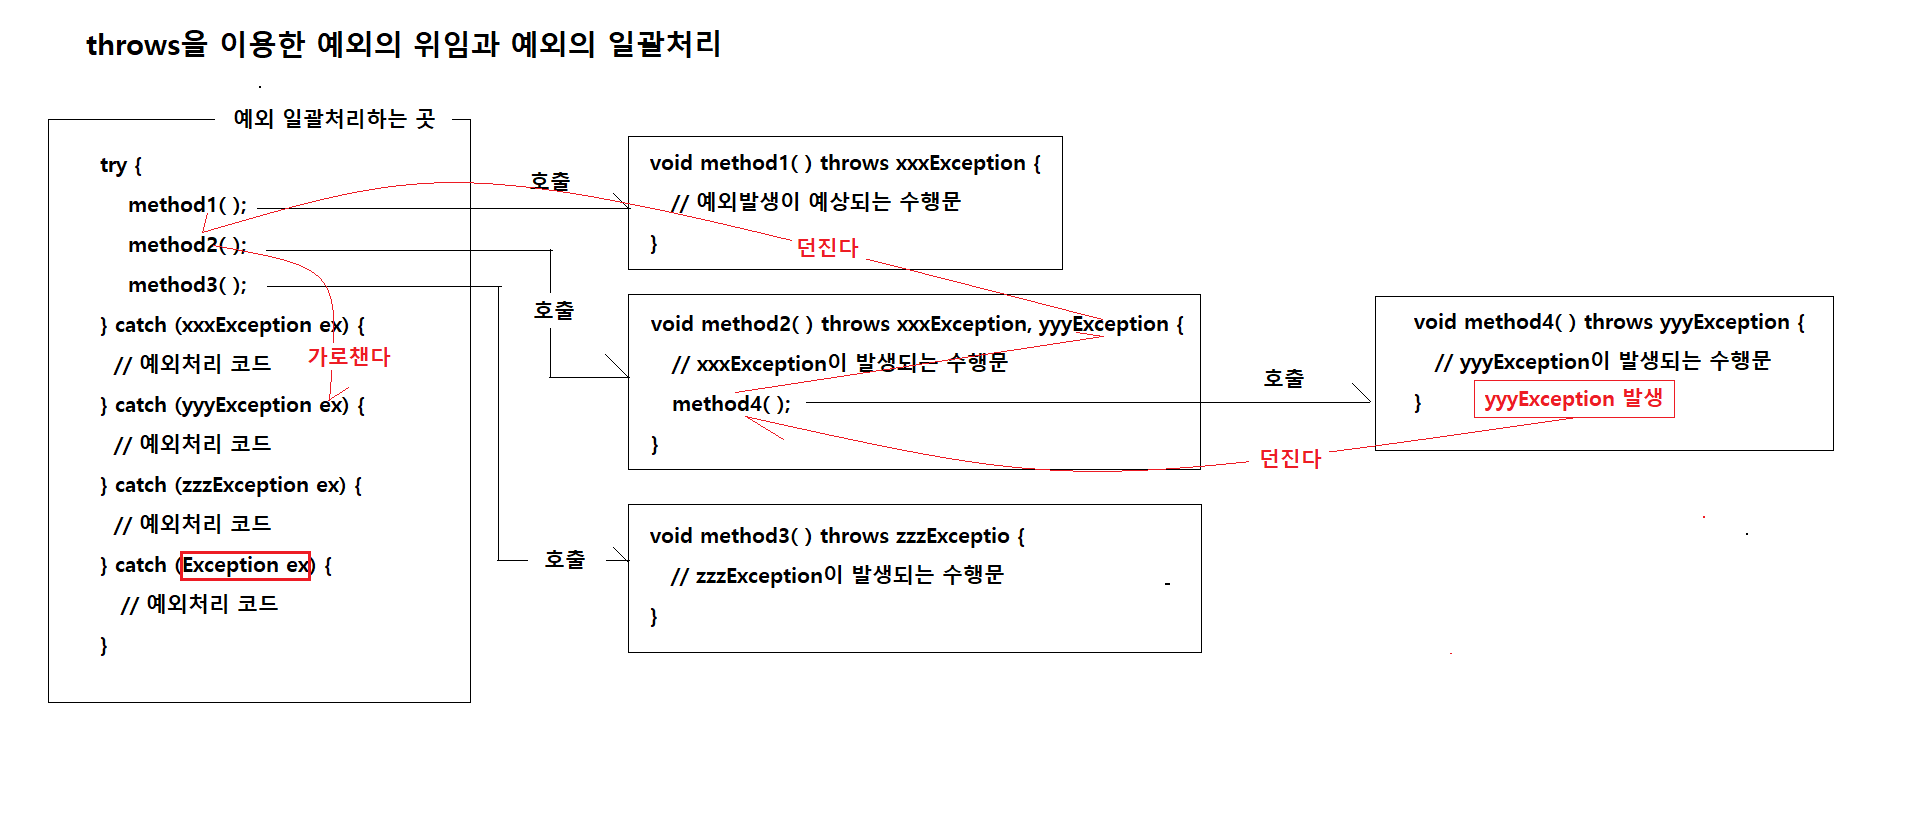 throws을 이용한 예외의 위임과 예외의 일괄처리
예외 일괄처리하는 곳
try {
method1( );
method2( );
method3( );
} catch (xxxException ex) {
// 예외처리 코드
} catch (yyyException ex) {
// 예외처리 코드
} catch (zzzException ex) {
// 예외처리 코드
} catch (Exception ex) {
// 예외처리 코드
}
가로챈다
호출
void method1( ) throws xxxException {
// 예외발생이 예상되는 수행문
}
던진다
호출
void method2( ) throws xxxException, yyyException {
// xxxException이 발생되는 수행문
method4( );
}
호출
void method4( ) throws yyyException {
// yyyException이 발생되는 수행문
}
yyyException 발생
던진다
호출
void method3( ) throws zzzExceptio {
// zzzException이 발생되는 수행문
}